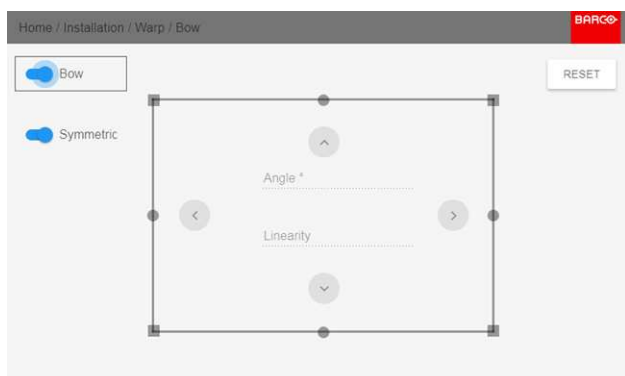 Home / Installation / Warp / Bow
BARCO
Bow
RESET
Symmetric
Angle *
Linearity